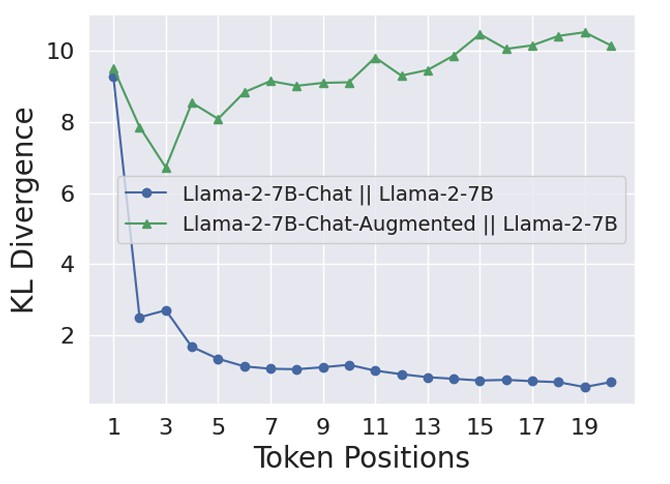 10
8
6
4
2
KL Divergence
Llama-2-7B-Chat || Llama-2-7B
Llama-2-7B-Chat-Augmented || Llama-2-7B
1 3 5 7 9 11 13 15 17 19
Token Positions